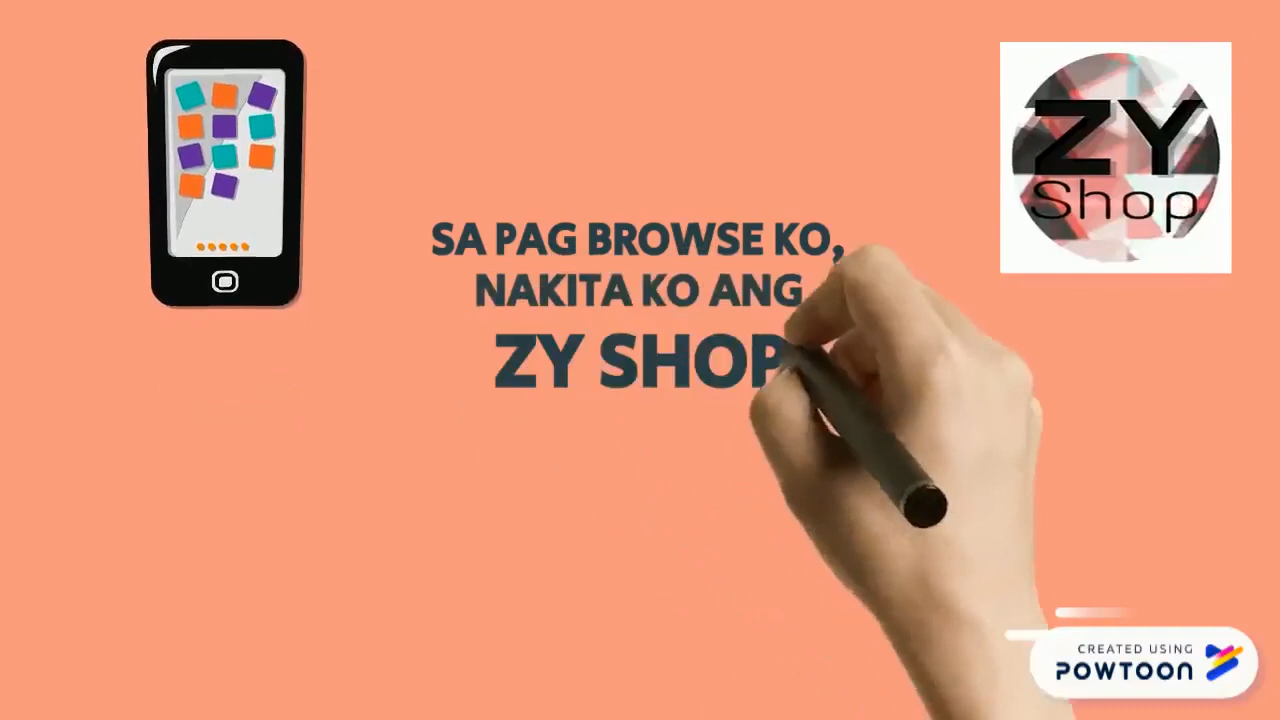 ZY
Shop
SA PAG BROWSE KO,
NAKITA KO ANG
ZY SHOP
CREATED USING
POWTOON